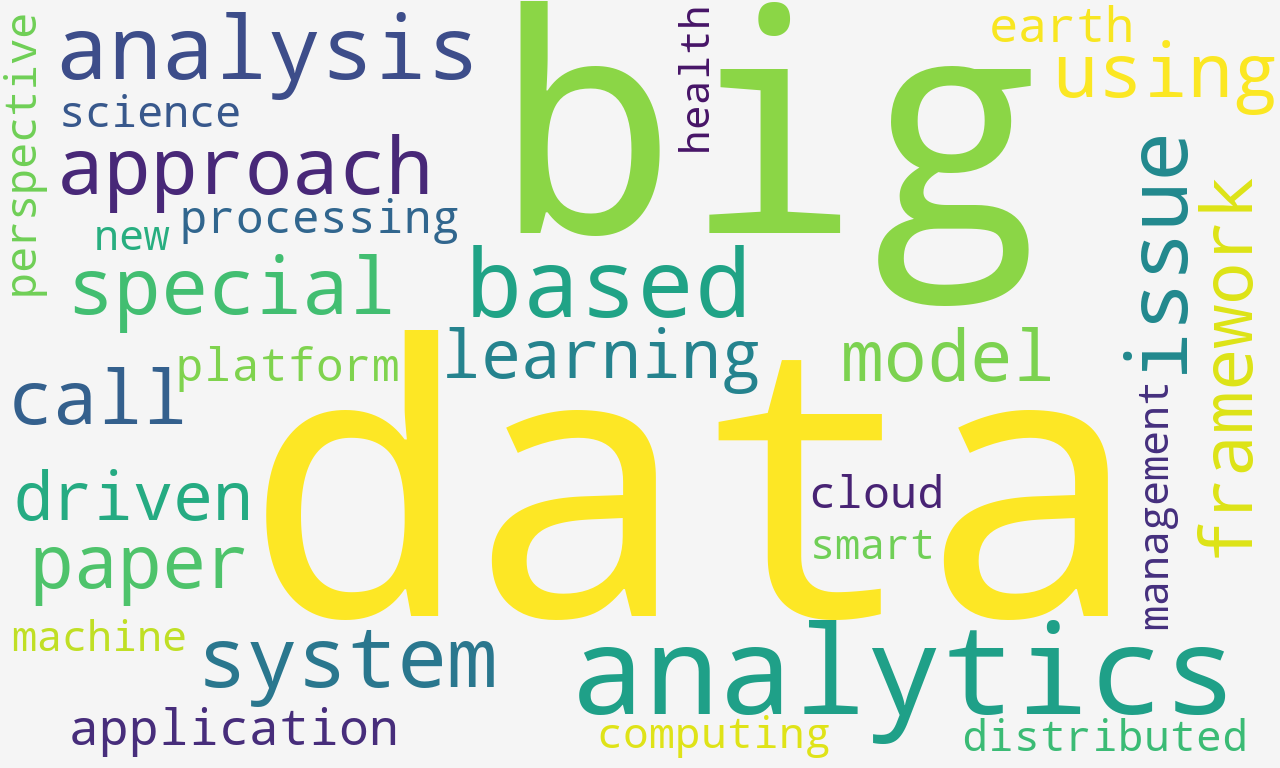 perspective
analysis
big
health
earth
using
science
approach
issue
processing
new
framework
special
based
learning
model
platform
call
data
management
driven
cloud
smart
paper
machine
system
analytics
application
computing
distributed